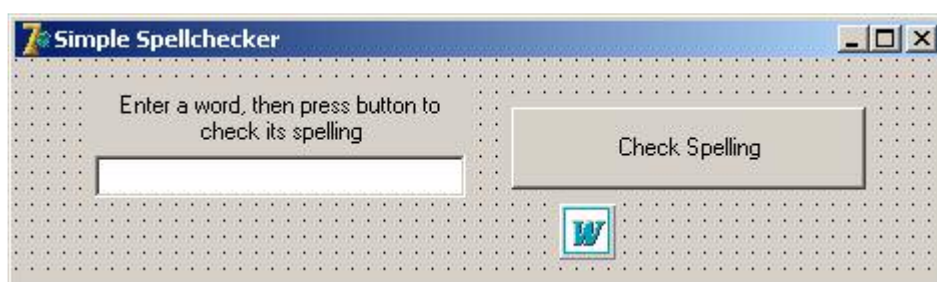 Simple Spellchecker
Enter a word, then press button to
check its spelling
Check Spelling
W